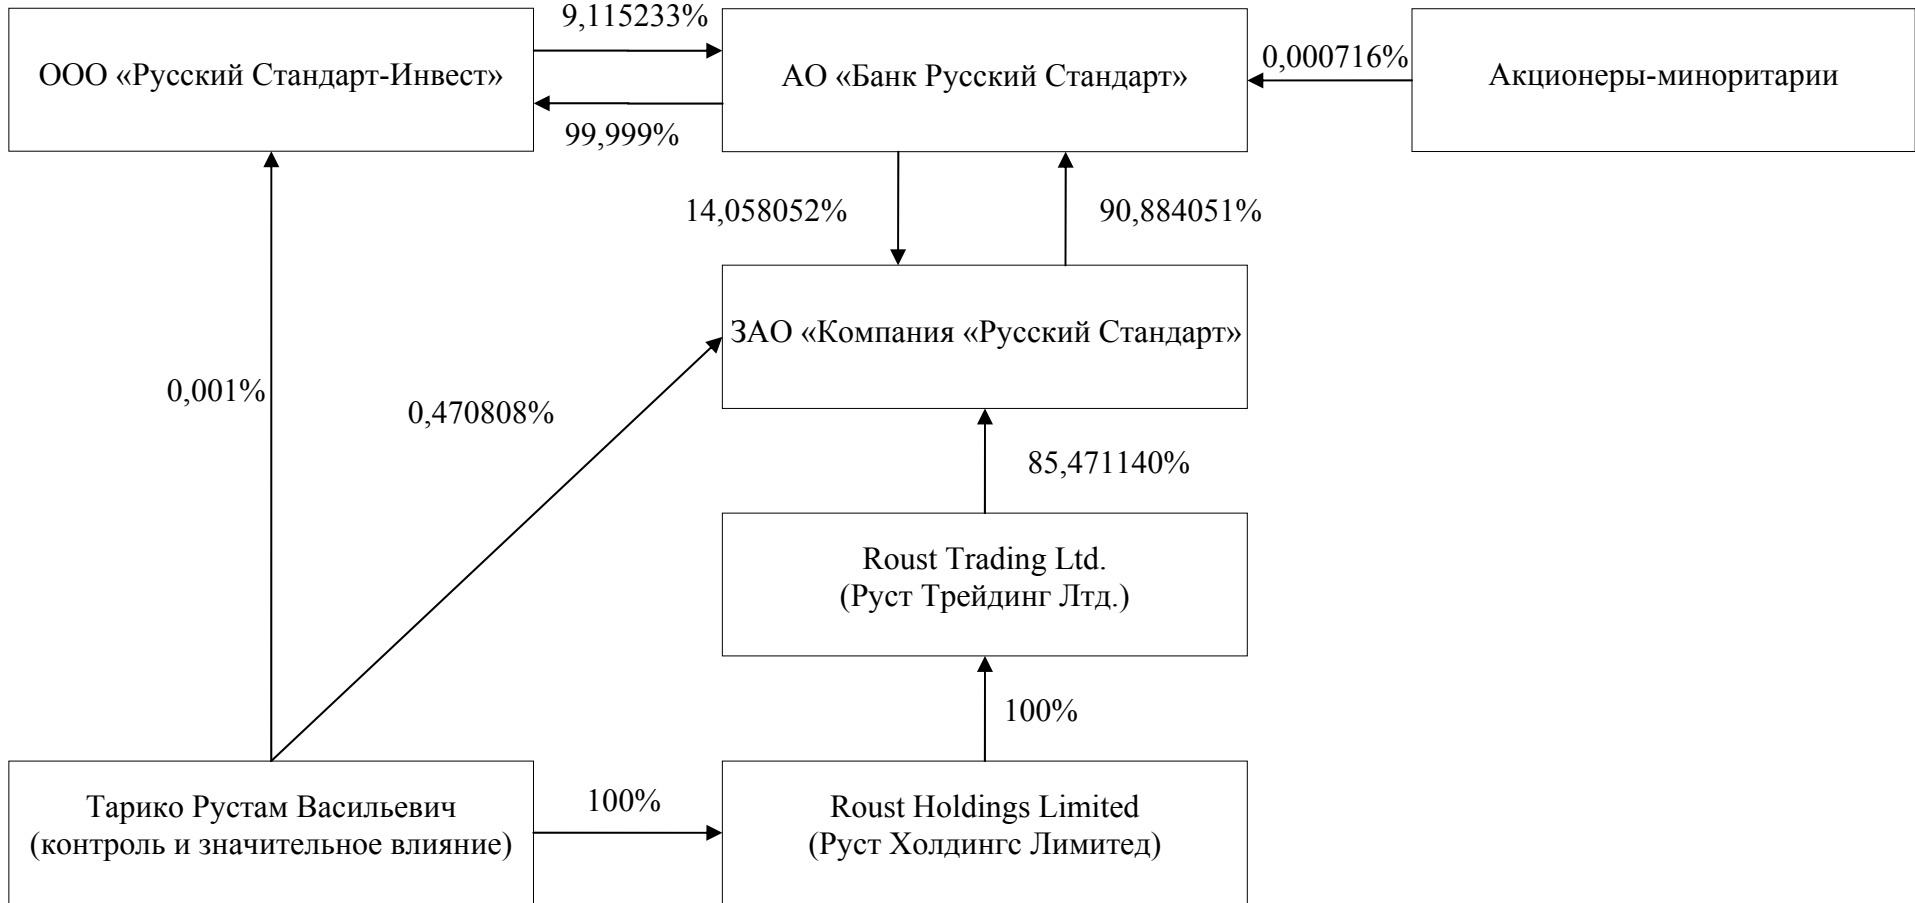 9,115233%
ООО «Русский Стандарт-Инвест»
АО «Банк Русский Стандарт»
0,000716%
Акционеры-миноритарии
99,999%
14,058052%
90,884051%
ЗАО «Компания «Русский Стандарт»
0,001%
0,470808%
85,471140%
Roust Trading Ltd.
(Руст Трейдинг Лтд.)
100%
Тарико Рустам Васильевич
(контроль и значительное влияние)
100%
Roust Holdings Limited
(Руст Холдингс Лимитед)